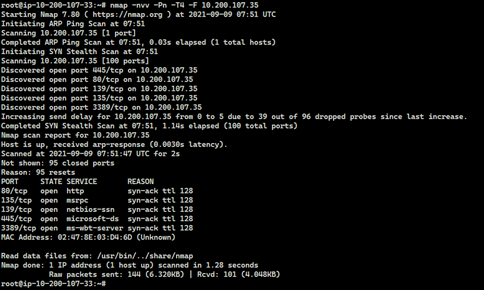 root@ip-10-200-107-33:~# nmap -nvv -Pn -T4 -F 10.200.107.35
Starting Nmap 7.80 ( https://nmap.org ) at 2021-09-09 07:51 UTC
Initiating ARP Ping Scan at 07:51
Scanning 10.200.107.35 [1 port]
Completed ARP Ping Scan at 07:51, 0.03s elapsed (1 total hosts)
Initiating SYN Stealth Scan at 07:51
Scanning 10.200.107.35 [100 ports]
Discovered open port 445/tcp on 10.200.107.35
Discovered open port 80/tcp on 10.200.107.35
Discovered open port 139/tcp on 10.200.107.35
Discovered open port 135/tcp on 10.200.107.35
Discovered open port 3389/tcp on 10.200.107.35
Increasing send delay for 10.200.107.35 from 0 to 5 due to 39 out of 96 dropped probes since last increase.
Completed SYN Stealth Scan at 07:51, 1.14s elapsed (100 total ports)
Nmap scan report for 10.200.107.35
Host is up, received arp-response (0.0030s latency).
Scanned at 2021-09-09 07:51:47 UTC for 2s
Not shown: 95 closed ports
Reason: 95 resets
PORT     STATE SERVICE       REASON
80/tcp   open  http          syn-ack ttl 128
135/tcp  open  msrpc         syn-ack ttl 128
139/tcp  open  netbios-ssn   syn-ack ttl 128
445/tcp  open  microsoft-ds  syn-ack ttl 128
3389/tcp open  ms-wbt-server syn-ack ttl 128
MAC Address: 02:47:8E:03:D4:6D (Unknown)
Read data files from: /usr/bin/../share/nmap
Nmap done: 1 IP address (1 host up) scanned in 1.28 seconds
           Raw packets sent: 144 (6.320KB) | Rcvd: 101 (4.048KB)
root@ip-10-200-107-33:~#